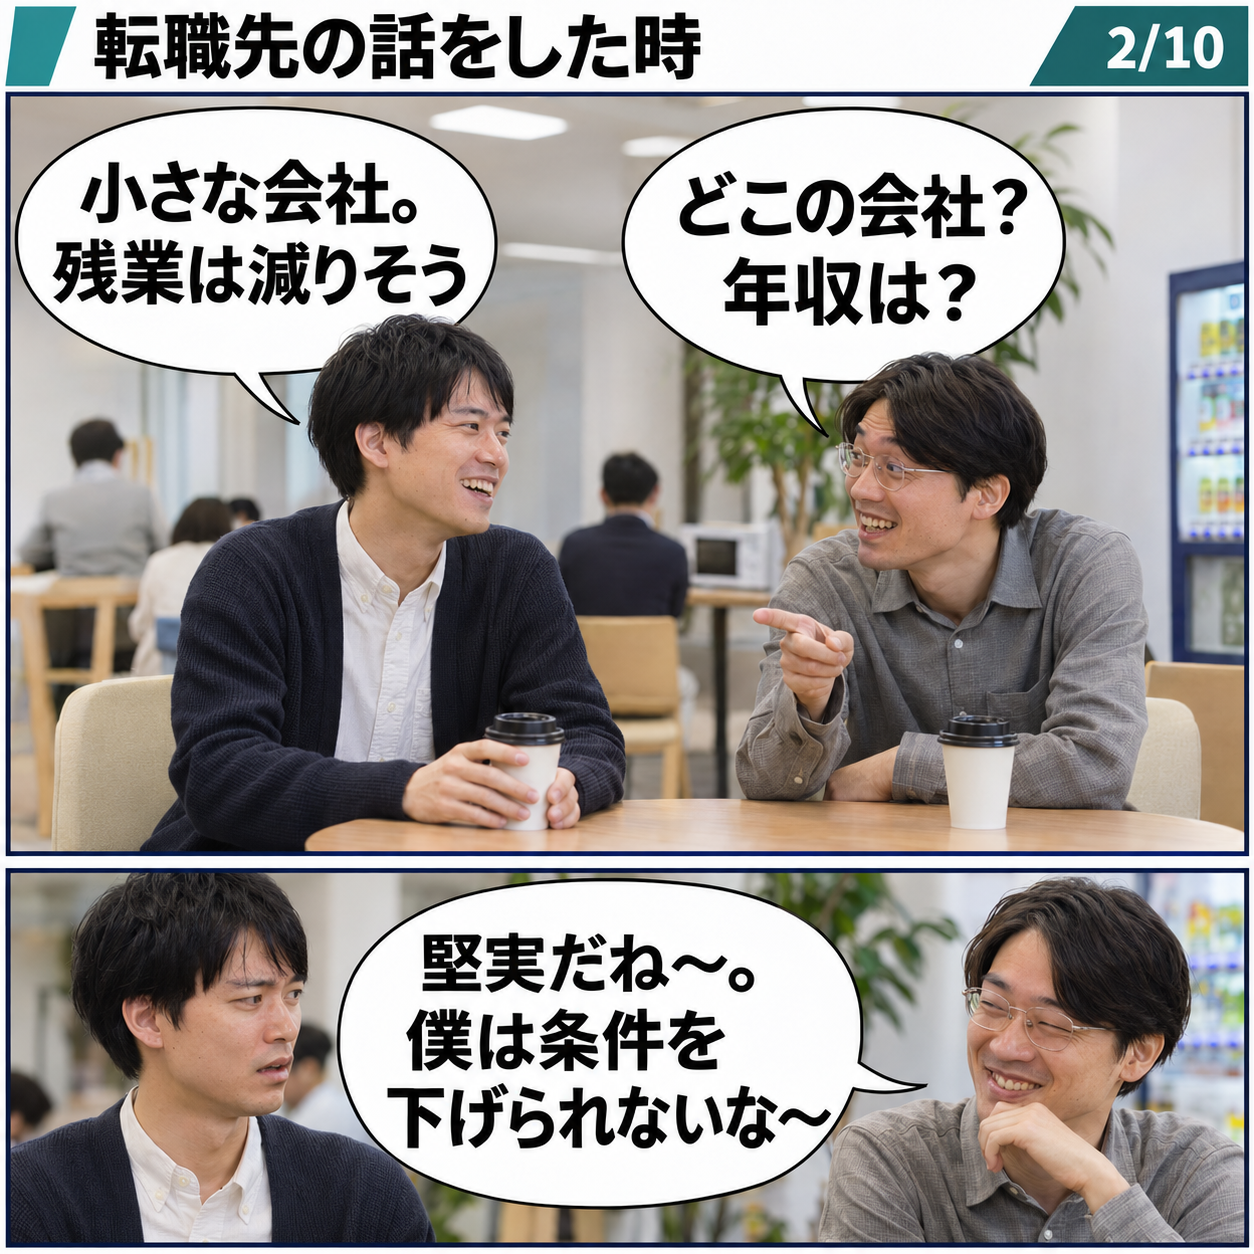 転職先の話をした時
2/10
小さな会社。
残業は減りそう
どこの会社？
年収は？
堅実だね〜。
僕は条件を
下げられないな〜